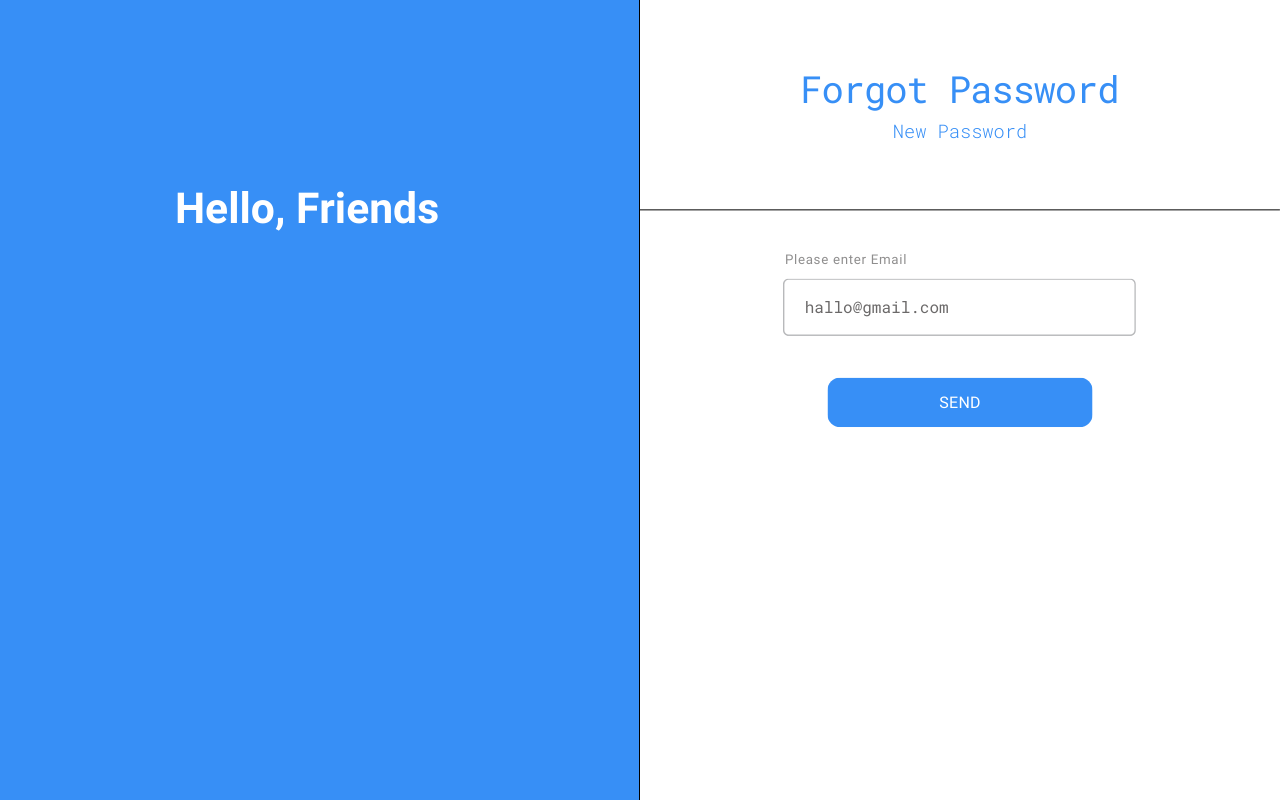 Hello, Friends
Forgot Password
New Password
Please enter Email
hallo@gmail.com
SEND